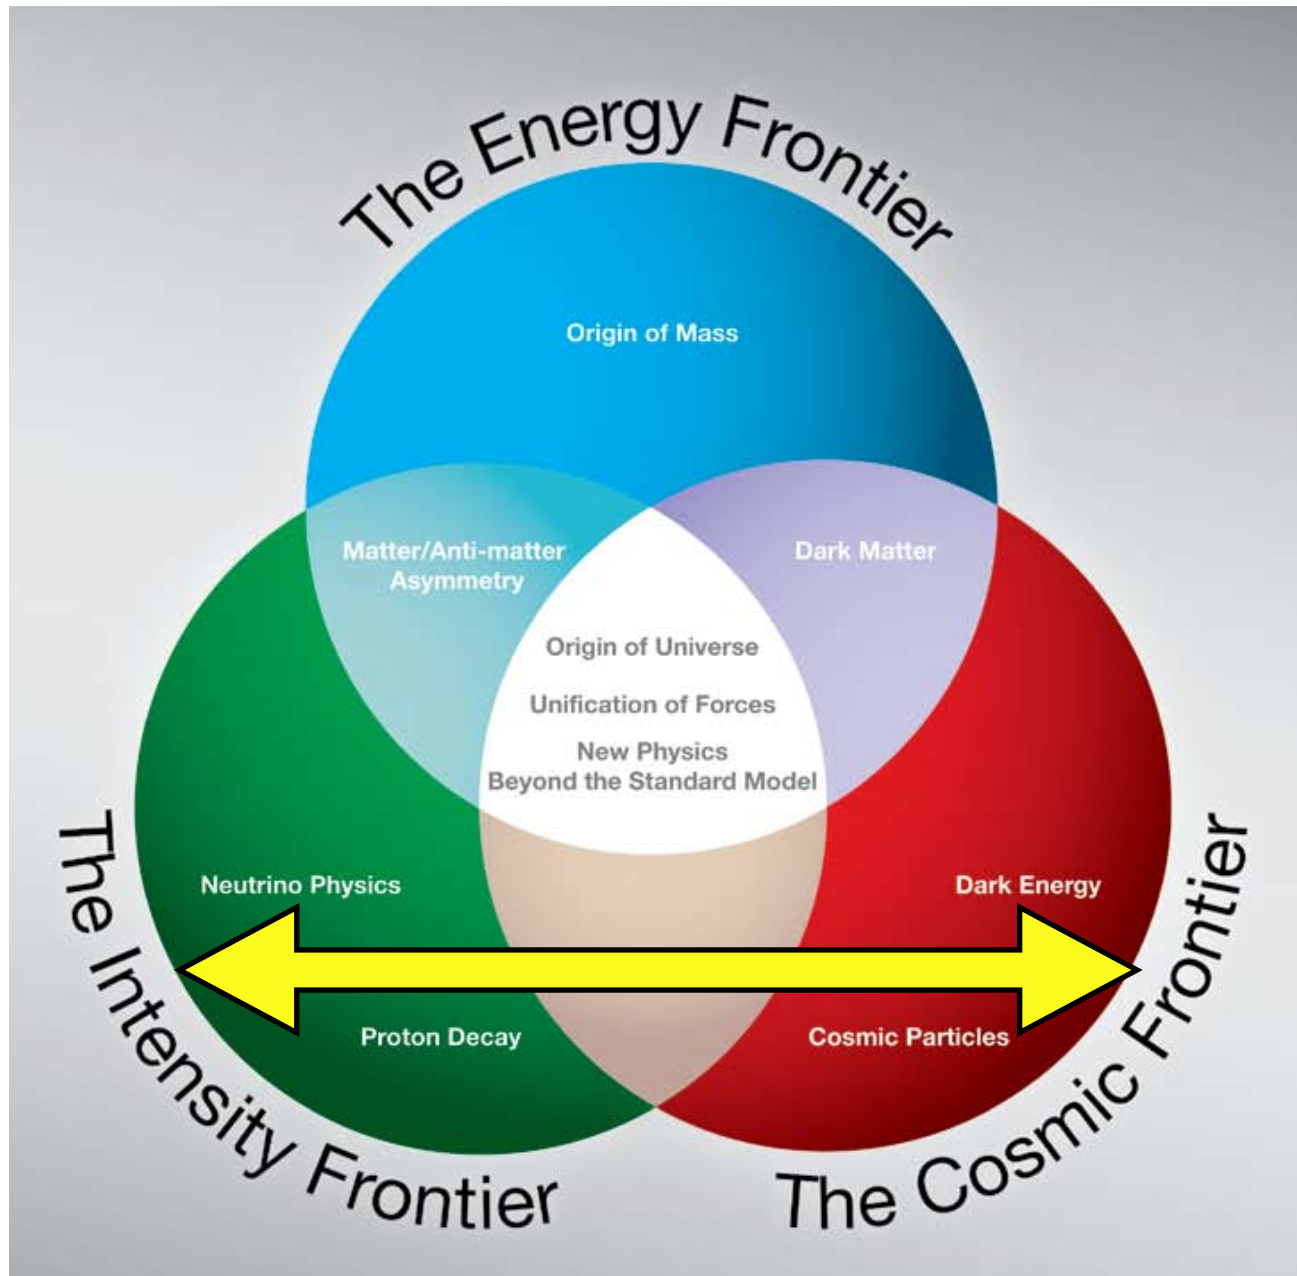 The Energy Frontier
Origin of Mass
Matter/Anti-matter
Asymmetry
Dark Matter
Origin of Universe
Unification of Forces
New Physics
Beyond the Standard Model
Neutrino Physics
Dark Energy
Proton Decay
Cosmic Particles
The Intensity Frontier
The Cosmic Frontier